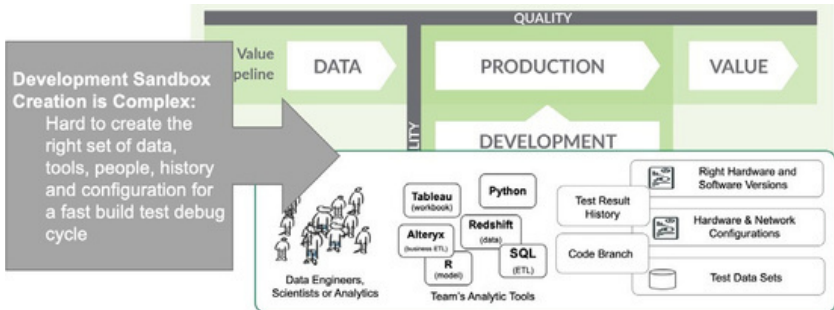 QUALITY
Value
peline
DATA
PRODUCTION
VALUE
LITY
DEVELOPMENT
Development Sandbox
Creation is Complex:
Hard to create the
right set of data,
tools, people, history
and configuration for
a fast build test debug
cycle
Data Engineers,
Scientists or Analytics
Tableau
(workbook)
Python
Alteryx
(business ETL)
Redshift
(data)
R
(model)
SQL
(ETL)
Team's Analytic Tools
Test Result
History
Code Branch
Right Hardware and
Software Versions
Hardware & Network
Configurations
Test Data Sets